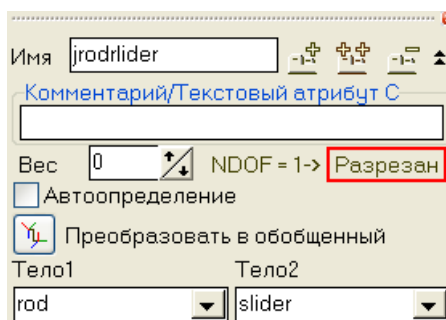 Имя jrodrlider
Комментарий/Текстовый атрибут C
Вес 0 NDOF = 1-> Разрезан
Автоопределение
Преобразовать в обобщенный
Тело1 Тело2
rod slider